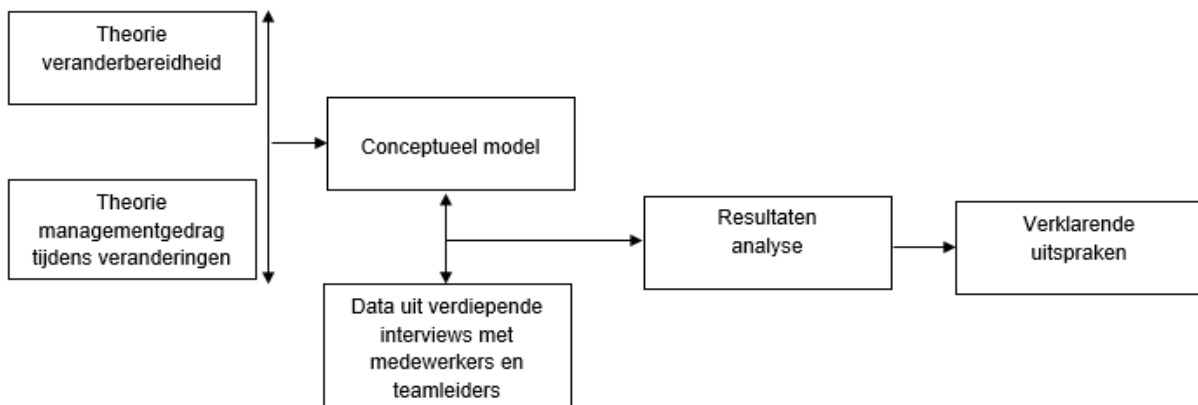 Theorie
veranderbereidheid
Theorie
managementgedrag
tijdens veranderingen
Conceptueel model
Data uit verdiepende
interviews met
medewerkers en
teamleiders
Resultaten
analyse
Verklarende
uitspraken